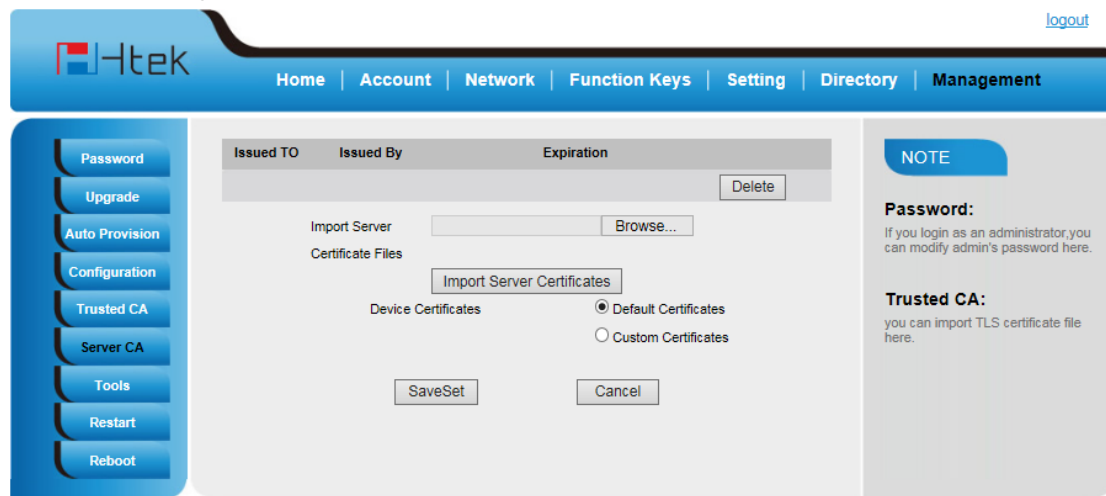 logout
Htek
Home | Account | Network | Function Keys | Setting | Directory | Management
Password
Upgrade
Auto Provision
Configuration
Trusted CA
Server CA
Tools
Restart
Reboot
Issued TO Issued By Expiration
Delete
Import Server
Certificate Files
Browse...
Import Server Certificates
Device Certificates
Default Certificates
Custom Certificates
SaveSet Cancel
NOTE
Password:
If you login as an administrator,you
can modify admin's password here.
Trusted CA:
you can import TLS certificate file
here.